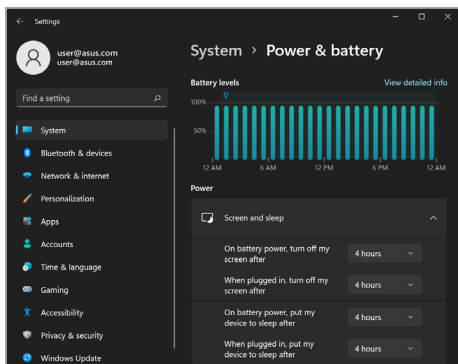 Settings
user@asus.com
user@asus.com
Find a setting
System
Bluetooth & devices
Network & internet
Personalization
Apps
Accounts
Time & language
Gaming
Accessibility
Privacy & security
Windows Update
System > Power & battery
Battery levels
View detailed info
100%
50%
12 AM 6 AM 12 PM 6 PM 12 AM
Power
Screen and sleep
On battery power, turn off my
screen after
4 hours
When plugged in, turn off my
screen after
4 hours
On battery power, put my
device to sleep after
4 hours
When plugged in, put my
device to sleep after
4 hours